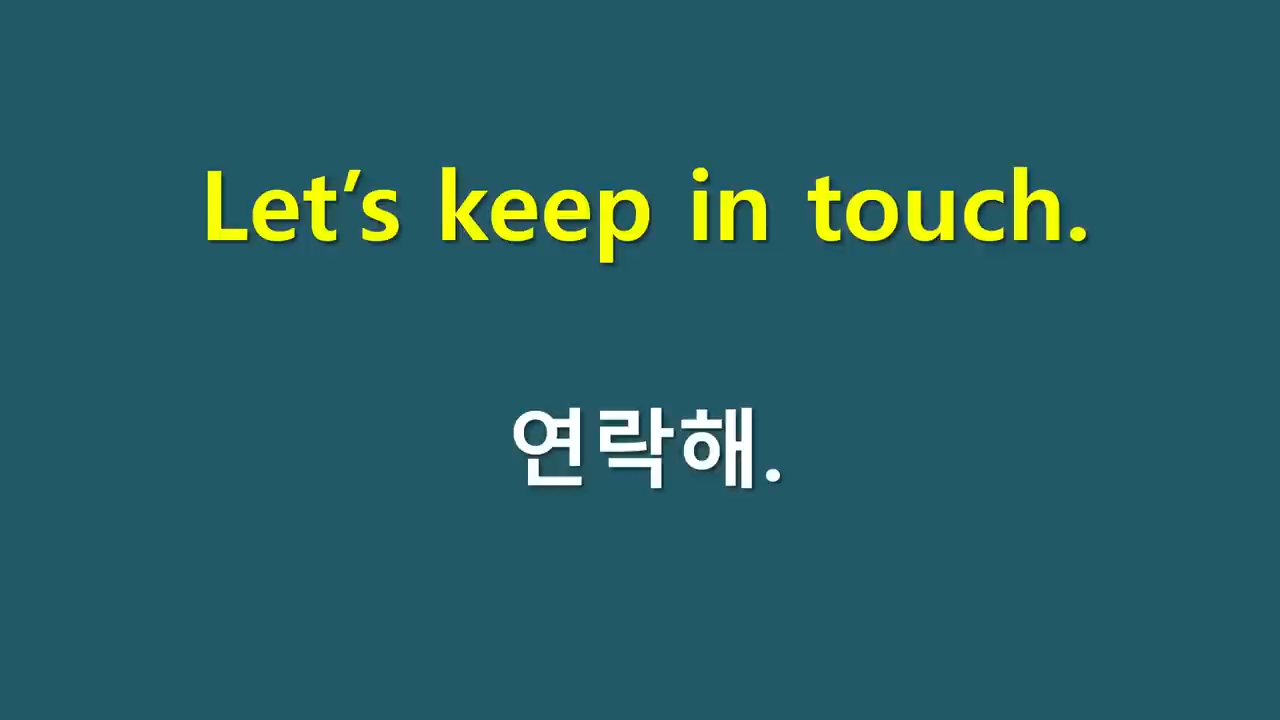 Let’s keep in touch.
연락해.